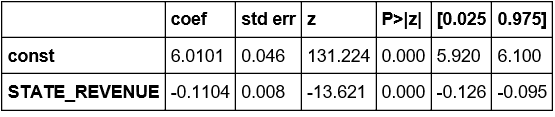 coef std err z P>|z| [0.025 0.975]
const 6.0101 0.046 131.224 0.000 5.920 6.100
STATE_REVENUE -0.1104 0.008 -13.621 0.000 -0.126 -0.095